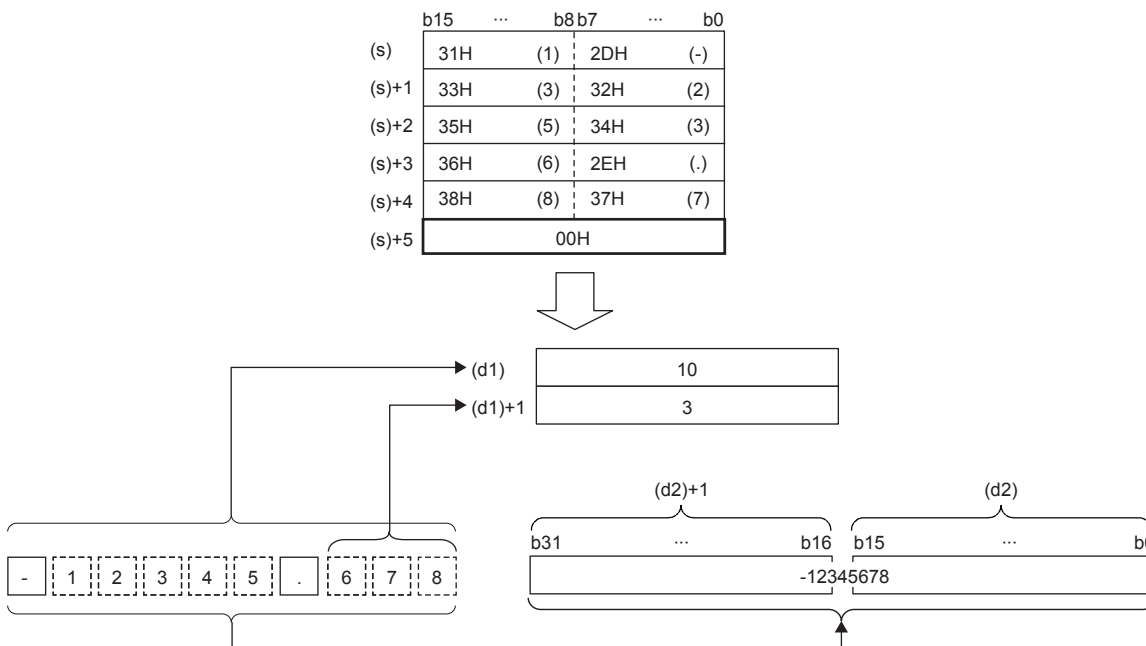 b15 ··· b8 b7 ··· b0
(s) 31H (1) 2DH (-)
(s)+1 33H (3) 32H (2)
(s)+2 35H (5) 34H (3)
(s)+3 36H (6) 2EH (.)
(s)+4 38H (8) 37H (7)
(s)+5 00H
(d1) 10
(d1)+1 3
(d2)+1 (d2)
b31 ··· b16 b15 ··· b0
- 1 2 3 4 5 . 6 7 8 -12345678